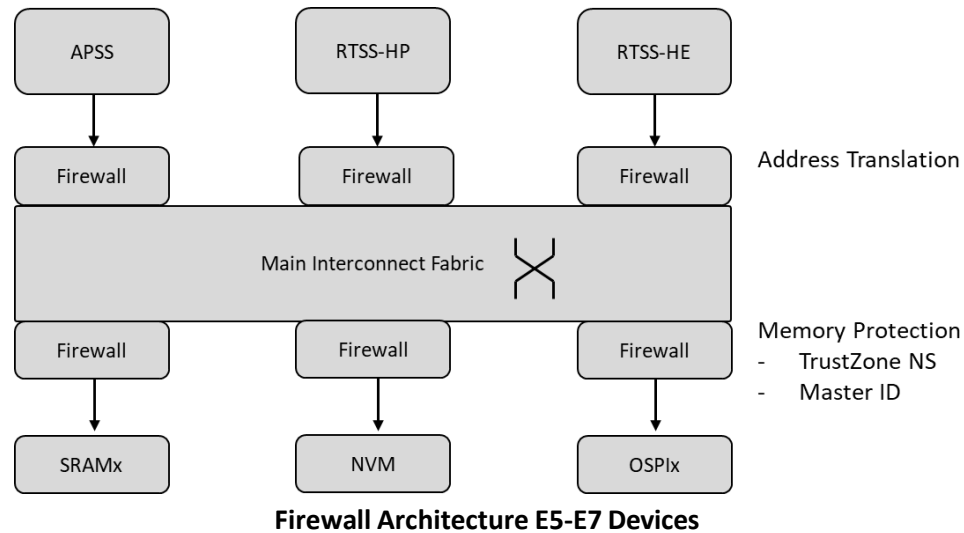 APSS
RTSS-HP
RTSS-HE
Firewall
Firewall
Firewall
Address Translation
Main Interconnect Fabric
Firewall
Firewall
Firewall
Memory Protection
- TrustZone NS
- Master ID
SRAMx
NVM
OSPIx
Firewall Architecture E5-E7 Devices